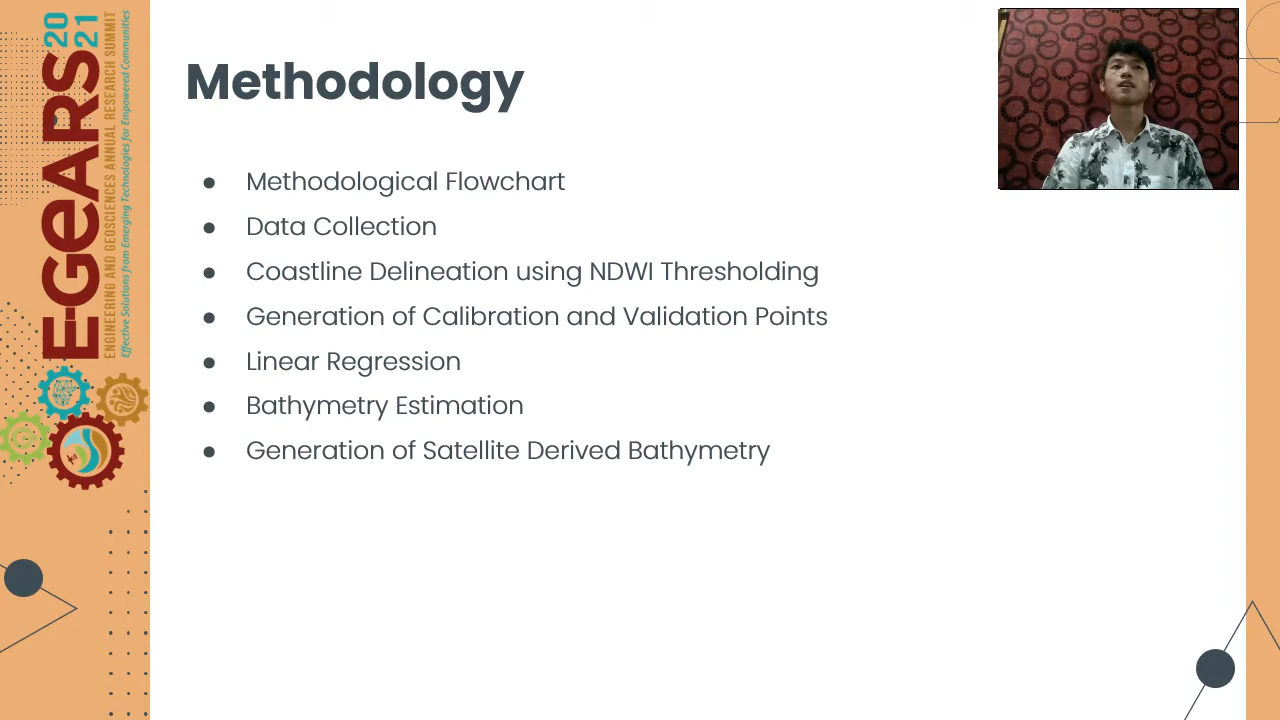 E-GEARS
20
21
ENGINEERING AND GEOSCIENCES ANNUAL RESEARCH SUMMIT
Effective Solutions from Emerging Technologies for Empowered Communities
Methodology
● Methodological Flowchart
● Data Collection
● Coastline Delineation using NDWI Thresholding
● Generation of Calibration and Validation Points
● Linear Regression
● Bathymetry Estimation
● Generation of Satellite Derived Bathymetry